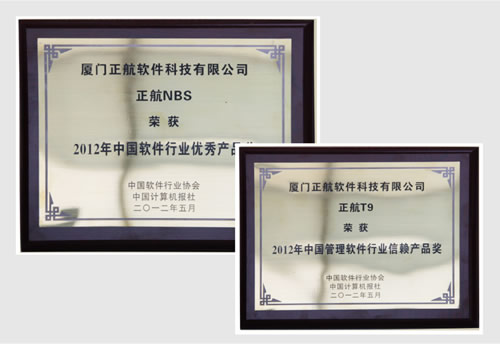 厦门正航软件科技有限公司
正航NBS
荣获
2012年中国软件行业优秀产品
中国软件行业协会
中国计算机报社
二〇一二年五月
厦门正航软件科技有限公司
正航T9
荣获
2012年中国管理软件行业信赖产品奖
中国软件行业协会
中国计算机报社
二〇一二年五月